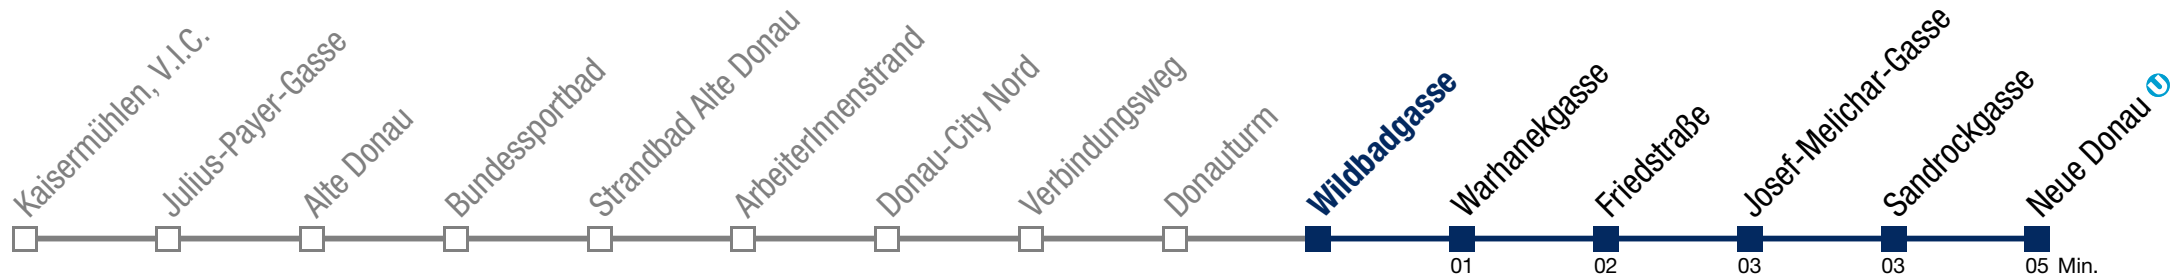 Kaisermühlen, V.I.C.
Julius-Payer-Gasse
Alte Donau
Bundessportbad
Strandbad Alte Donau
ArbeiterInnenstrand
Donau-City Nord
Verbindungsweg
Donauturm
Wildbadgasse
Warhanekgasse
Friedstraße
Josef-Melichar-Gasse
Sandrockgasse
Neue Donau U
01 02 03 03 05 Min.